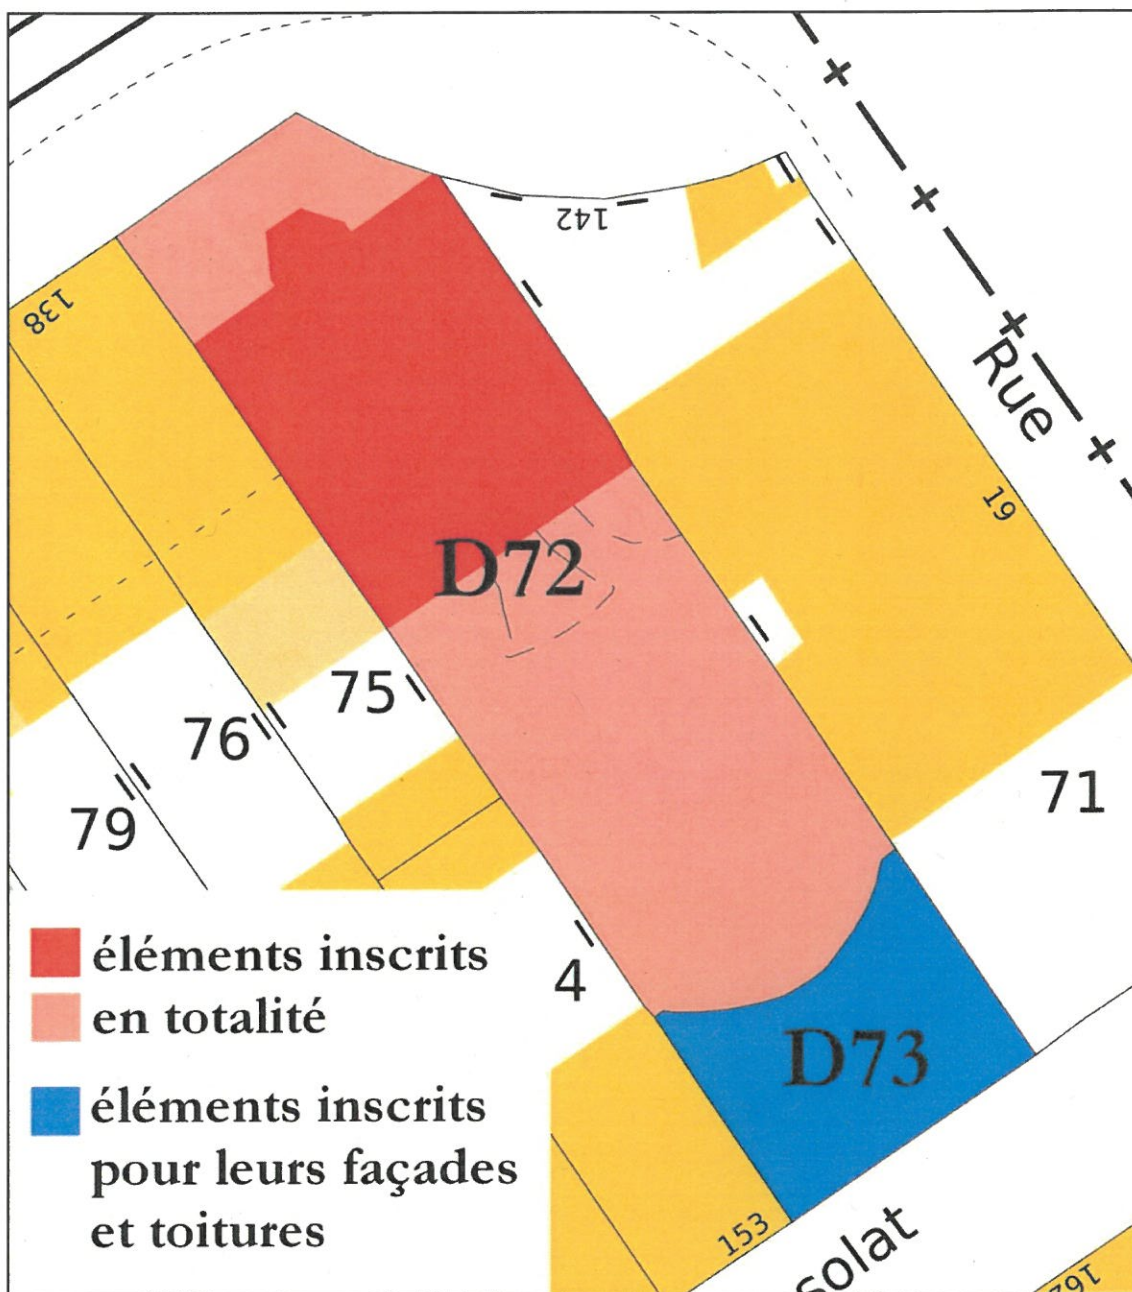 142
138
Rue
19
D72
75
76
79
71
4
D73
153
solat
162
éléments inscrits
en totalité
éléments inscrits
pour leurs façades
et toitures